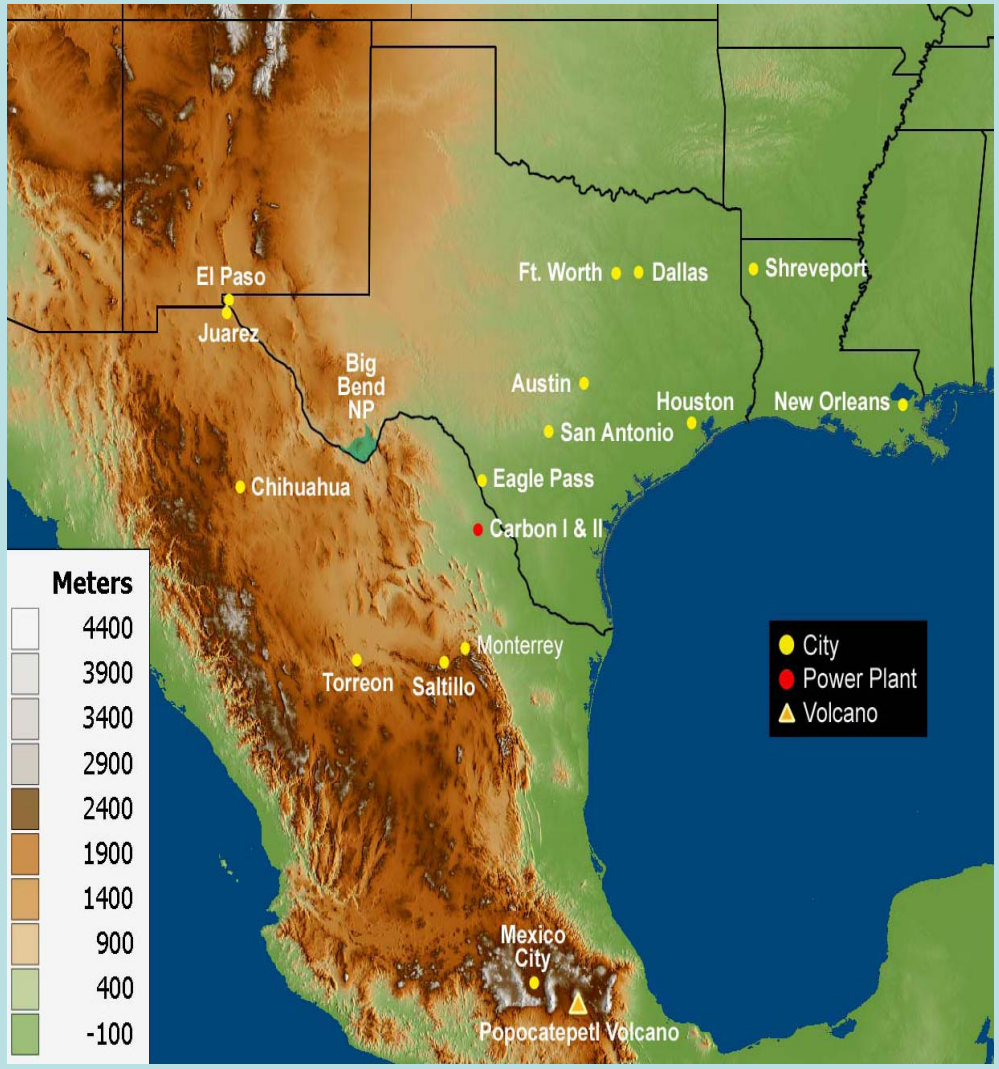 El Paso
Juarez
Ft. Worth
Dallas
Shreveport
Big
Bend
NP
Austin
Houston
New Orleans
San Antonio
Eagle Pass
Chihuahua
Carbon I & II
Monterrey
Torreon
Saltillo
Mexico
City
Popocatepetl Volcano
Meters
4400
3900
3400
2900
2400
1900
1400
900
400
-100
City
Power Plant
Volcano